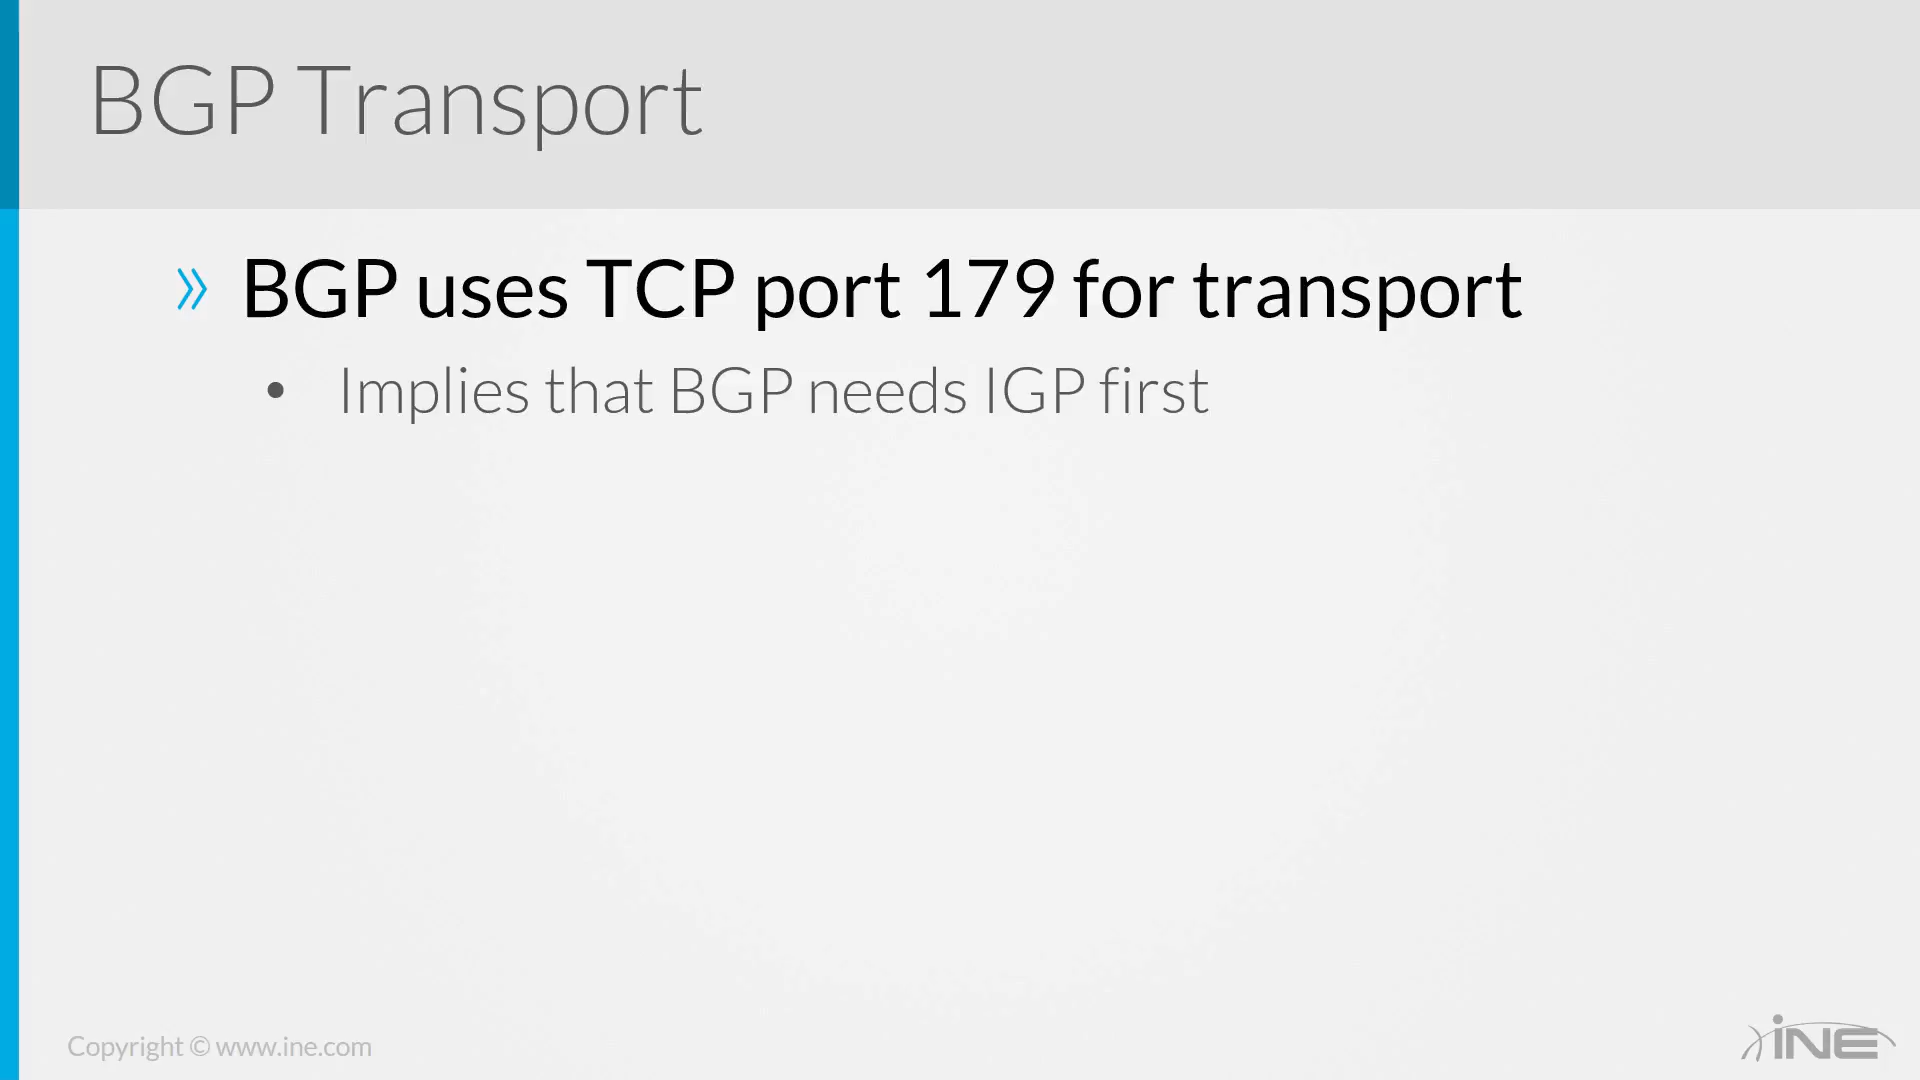 BGP Transport
» BGP uses TCP port 179 for transport
• Implies that BGP needs IGP first
Copyright © www.ine.com
iNE